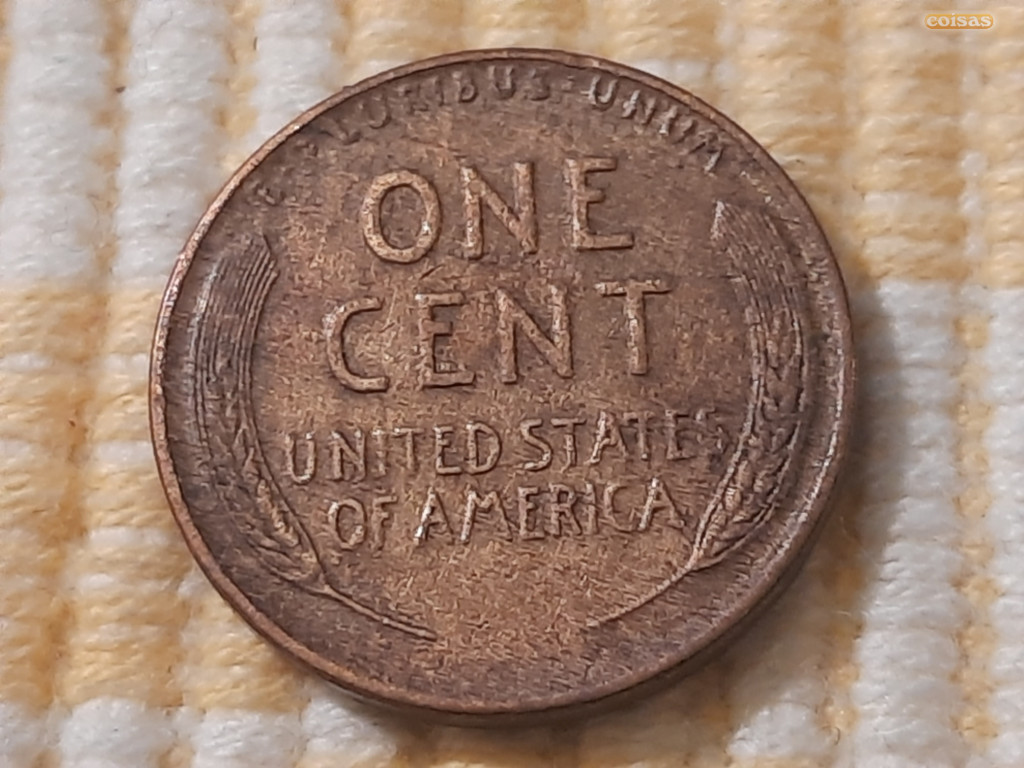 coisas
E · PLURIBUS · UNUM
ONE
CENT
UNITED STATES
OF AMERICA